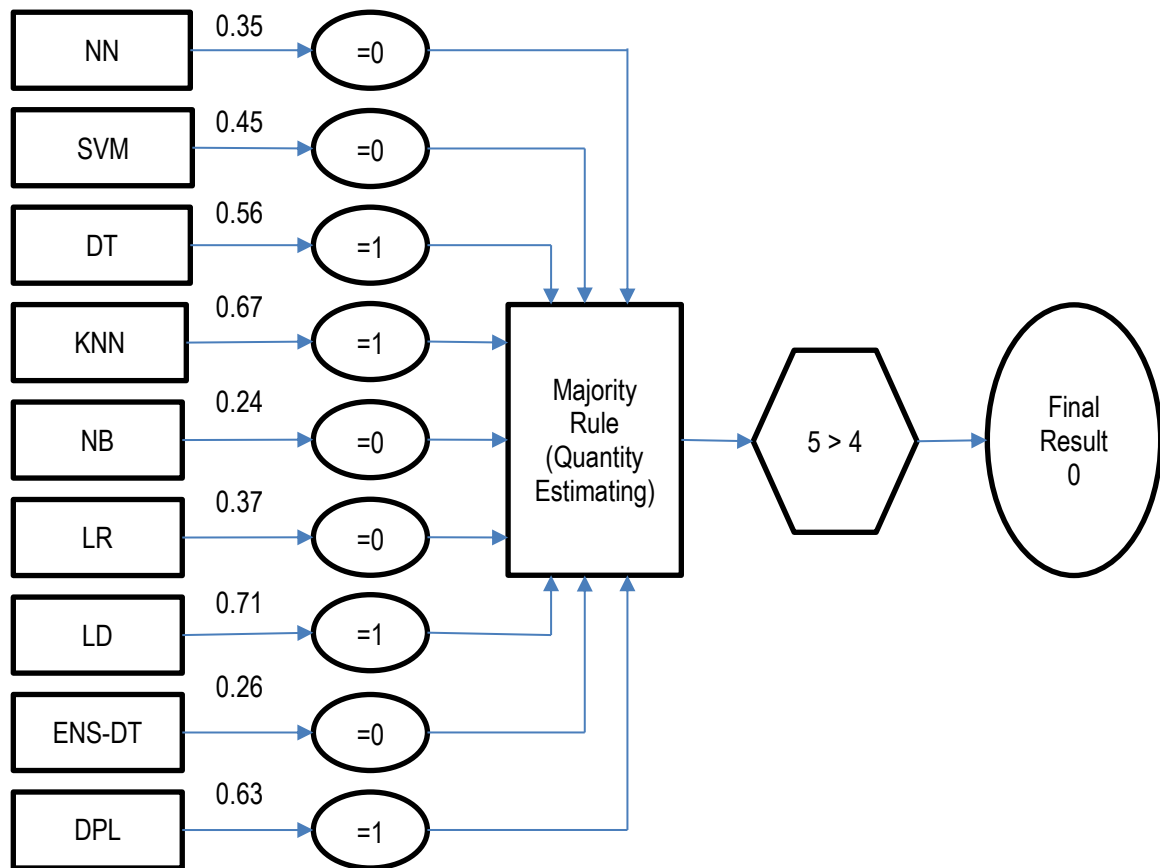 NN
0.35
=0
SVM
0.45
=0
DT
0.56
=1
KNN
0.67
=1
NB
0.24
=0
LR
0.37
=0
LD
0.71
=1
ENS-DT
0.26
=0
DPL
0.63
=1
Majority
Rule
(Quantity
Estimating)
5 > 4
Final
Result
0